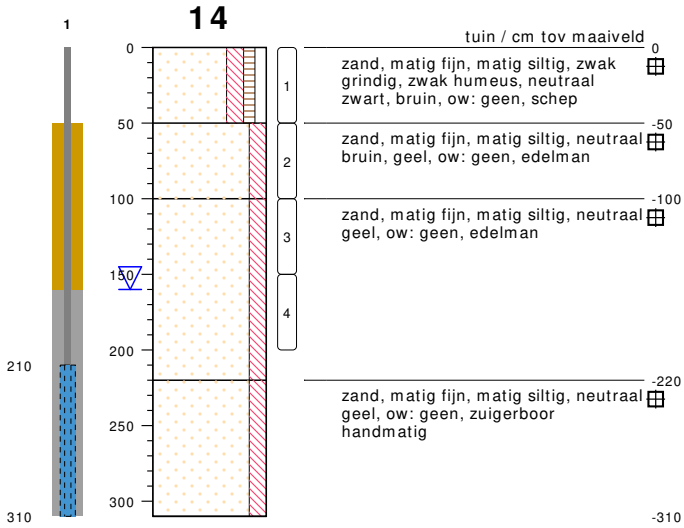 14
1
tuin / cm tov maaiveld
0
0
zand, matig fijn, matig siltig, zwak
grindig, zwak humeus, neutraal
zwart, bruin, ow: geen, schep
1
50
-50
zand, matig fijn, matig siltig, neutraal
bruin, geel, ow: geen, edelman
2
100
-100
zand, matig fijn, matig siltig, neutraal
geel, ow: geen, edelman
3
150
4
200
210
-220
zand, matig fijn, matig siltig, neutraal
geel, ow: geen, zuigerboor
handmatig
250
300
310
-310